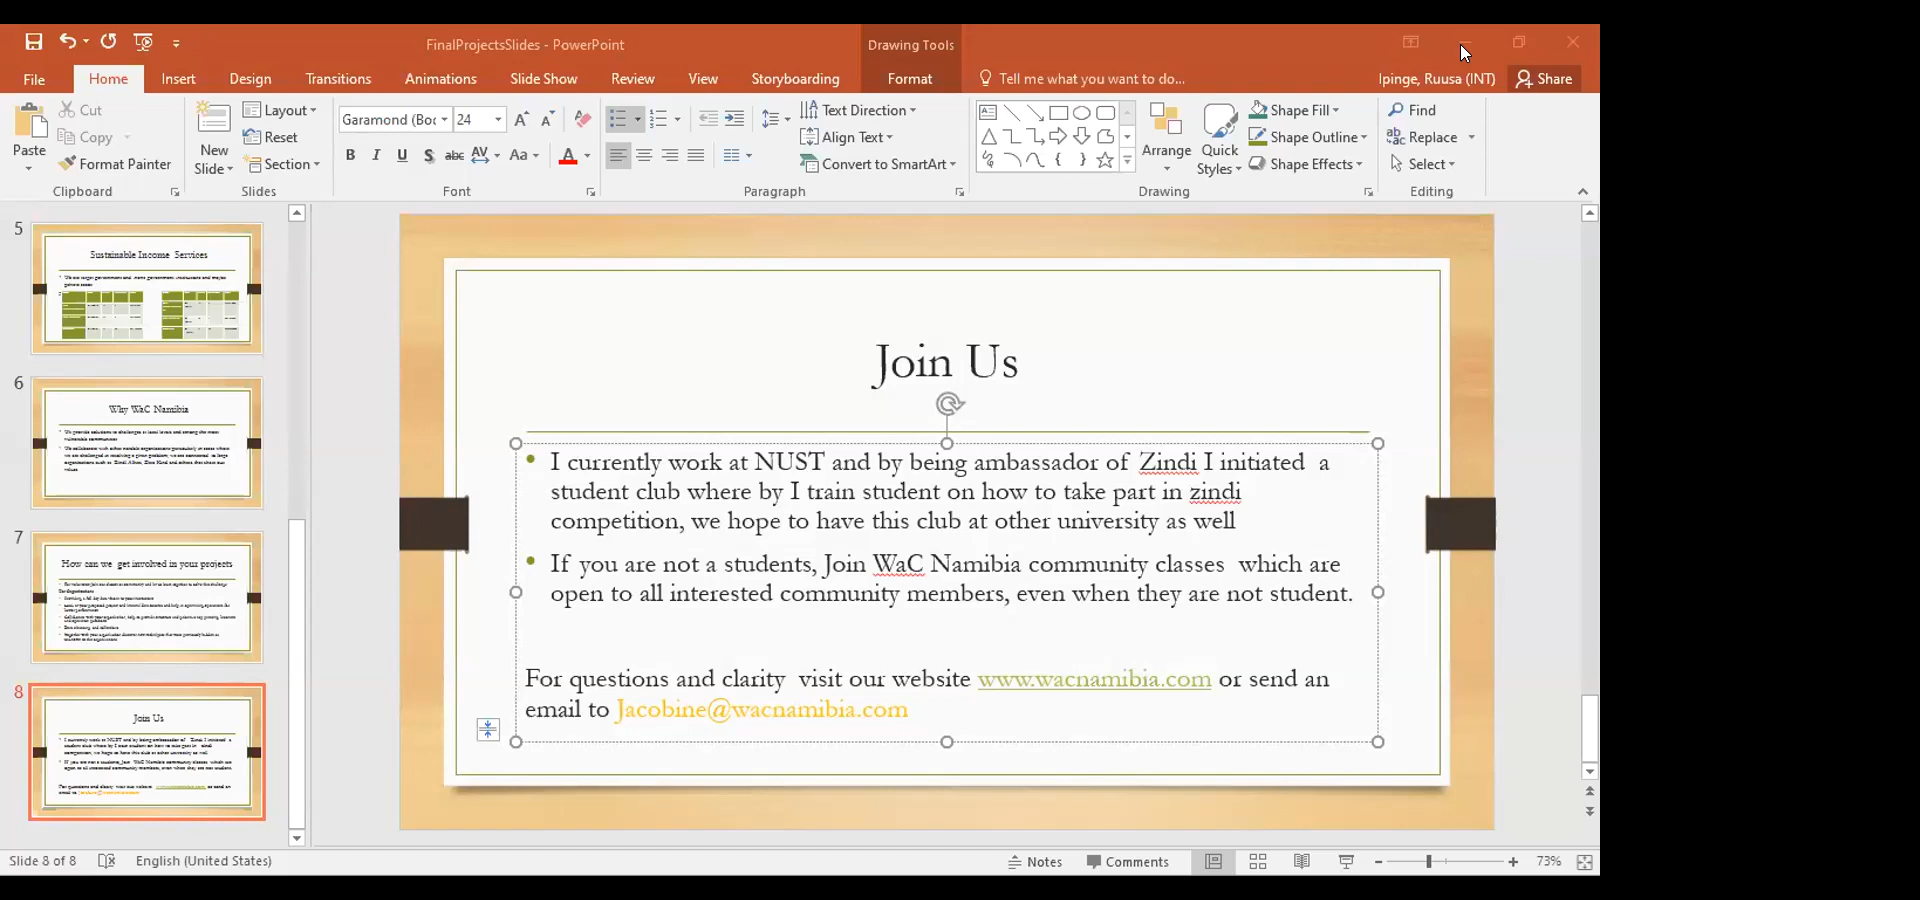 FinalProjectsSlides - PowerPoint
Drawing Tools
File Home Insert Design Transitions Animations Slide Show Review View Storyboarding Format Tell me what you want to do... Ipinge, Ruusa (INT) Share
Paste
Cut
Copy
Format Painter
Clipboard
New Slide
Layout
Reset
Section
Slides
Garamond (Boc 24
B I U S abc AV Aa A
Font
Text Direction
Align Text
Convert to SmartArt
Paragraph
Arrange
Quick Styles
Shape Fill
Shape Outline
Shape Effects
Drawing
Find
Replace
Select
Editing
5
Sustainable Income Services
6
Why WaC Namibia
7
How can we get involved in your projects
8
Join Us
Join Us
• I currently work at NUST and by being ambassador of Zindi I initiated a
student club where by I train student on how to take part in zindi
competition, we hope to have this club at other university as well
• If you are not a students, Join WaC Namibia community classes which are
open to all interested community members, even when they are not student.
For questions and clarity visit our website www.wacnamibia.com or send an
email to Jacobine@wacnamibia.com
Slide 8 of 8 English (United States) Notes Comments 73%